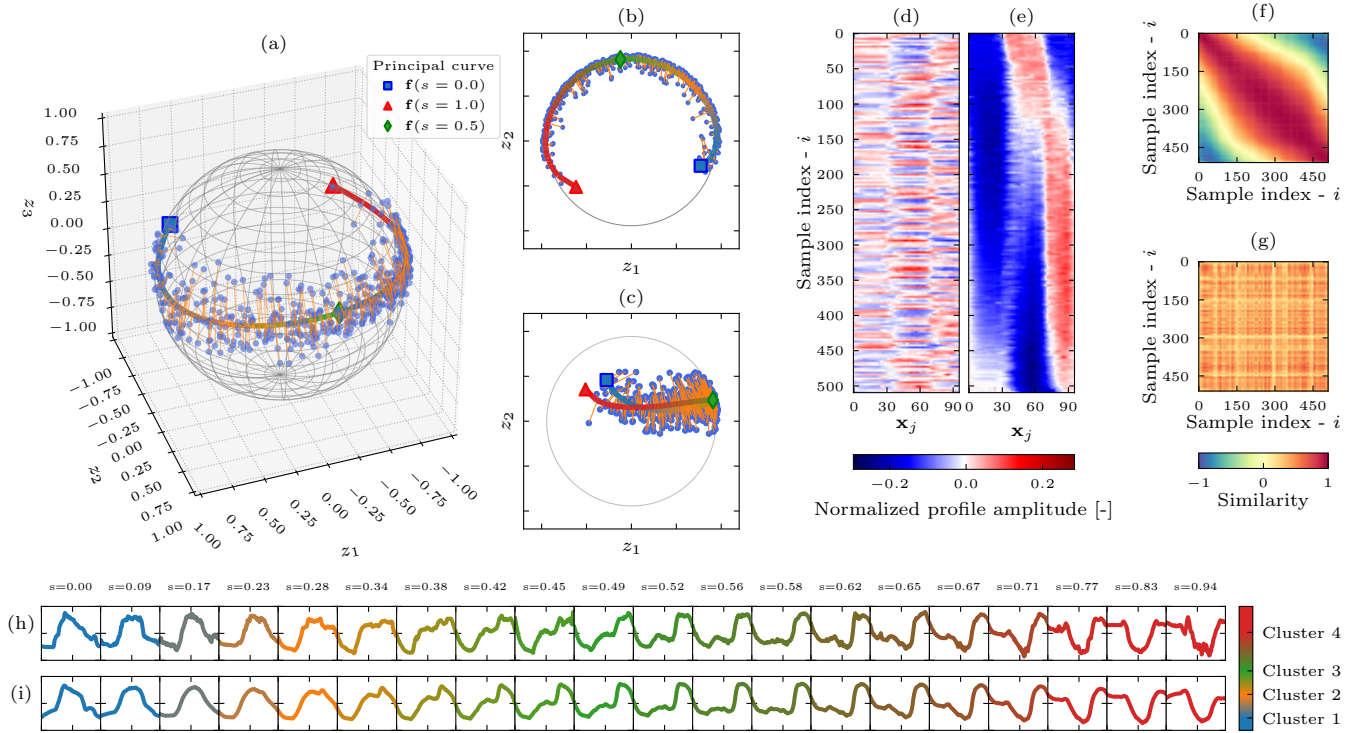 (a)
Principal curve
f(s = 0.0)
f(s = 1.0)
f(s = 0.5)
1.00
0.75
0.50
0.25
0.00
−0.25
−0.50
−0.75
−1.00
z3
−1.00
−0.75
−0.50
−0.25
0.00
0.25
0.50
0.75
1.00
z2
1.00
0.75
0.50
0.25
0.00
−0.25
−0.50
−0.75
−1.00
z1
(b)
z2
z1
(c)
z2
z1
(d)
(e)
Sample index - i
0
50
100
150
200
250
300
350
400
450
500
0 30 60 90
0 30 60 90
xj
xj
−0.2 0.0 0.2
Normalized profile amplitude [-]
(f)
Sample index - i
0
150
300
450
0 150 300 450
Sample index - i
(g)
Sample index - i
0
150
300
450
0 150 300 450
Sample index - i
−1 0 1
Similarity
s=0.00 s=0.09 s=0.17 s=0.23 s=0.28 s=0.34 s=0.38 s=0.42 s=0.45 s=0.49 s=0.52 s=0.56 s=0.58 s=0.62 s=0.65 s=0.67 s=0.71 s=0.77 s=0.83 s=0.94
(h)
(i)
Cluster 4
Cluster 3
Cluster 2
Cluster 1